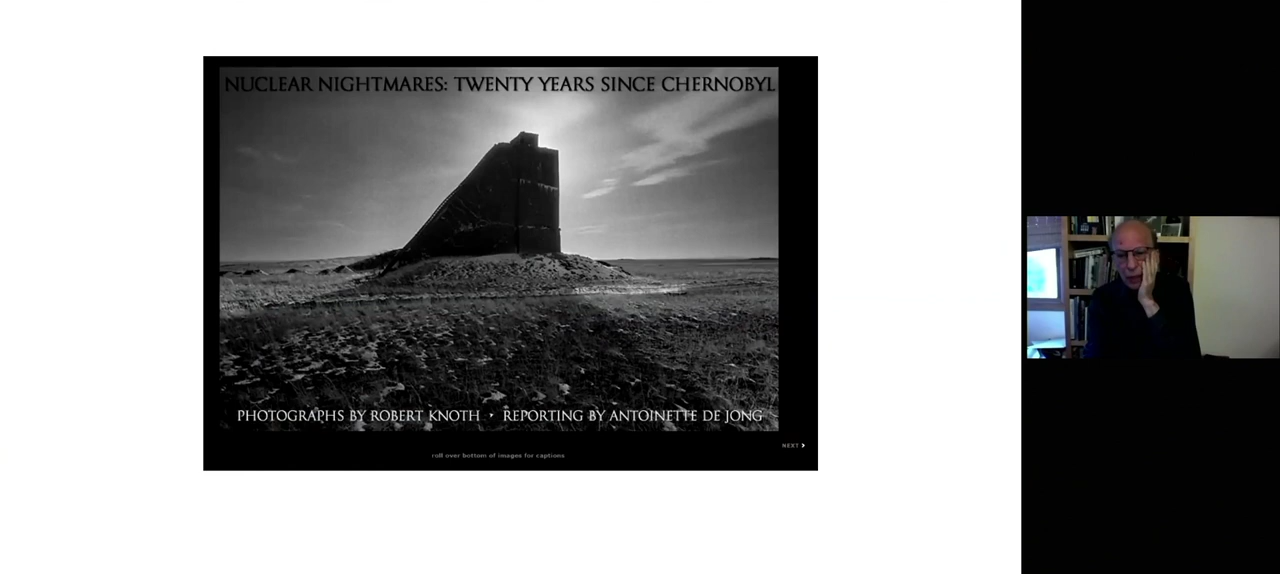 NUCLEAR NIGHTMARES: TWENTY YEARS SINCE CHERNOBYL
PHOTOGRAPHS BY ROBERT KNOTH • REPORTING BY ANTOINETTE DE JONG
NEXT
roll over bottom of images for captions